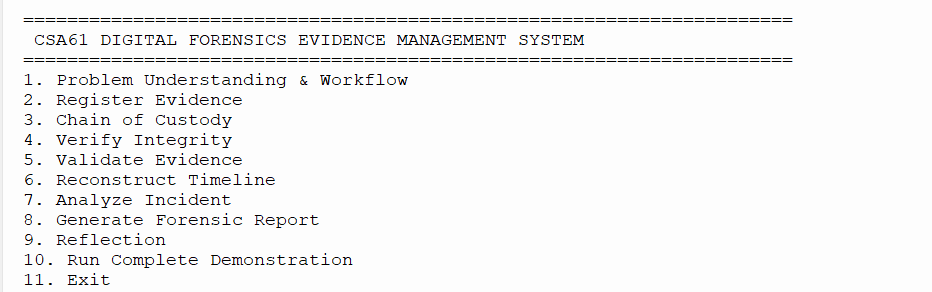 ======================================================================
CSA61 DIGITAL FORENSICS EVIDENCE MANAGEMENT SYSTEM
======================================================================
1. Problem Understanding & Workflow
2. Register Evidence
3. Chain of Custody
4. Verify Integrity
5. Validate Evidence
6. Reconstruct Timeline
7. Analyze Incident
8. Generate Forensic Report
9. Reflection
10. Run Complete Demonstration
11. Exit